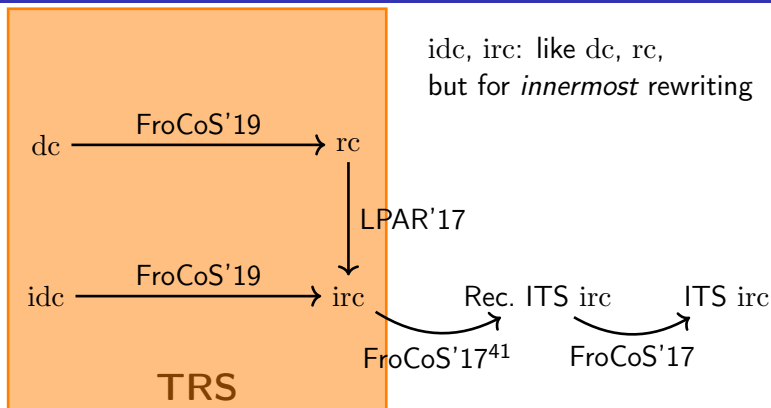 idc, irc: like dc, rc,
but for innermost rewriting
FroCoS'19
dc
rc
LPAR'17
FroCoS'19
idc
irc
Rec. ITS irc
ITS irc
FroCoS'17⁴¹
FroCoS'17
TRS